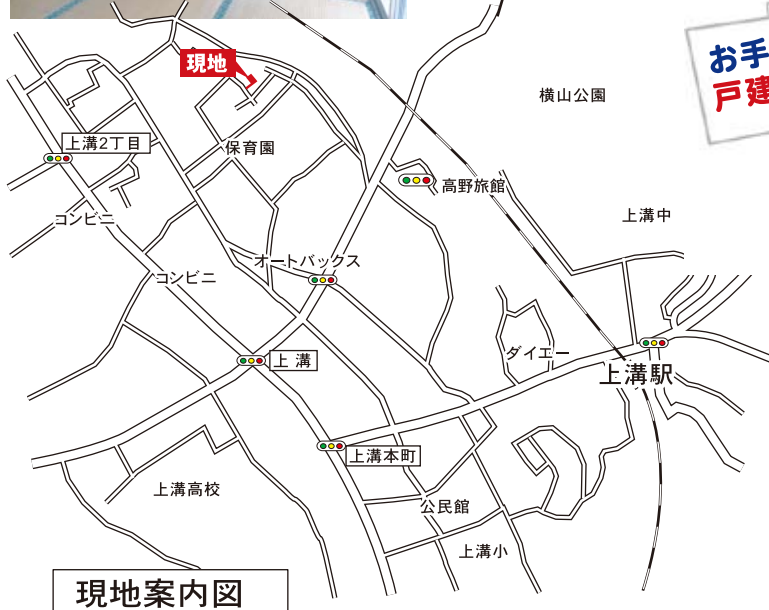 お手
戸建
現地
横山公園
上溝2丁目
保育園
高野旅館
コンビニ
上溝中
オートバックス
コンビニ
ダイエー
上溝
上溝駅
上溝本町
上溝高校
公民館
上溝小
現地案内図